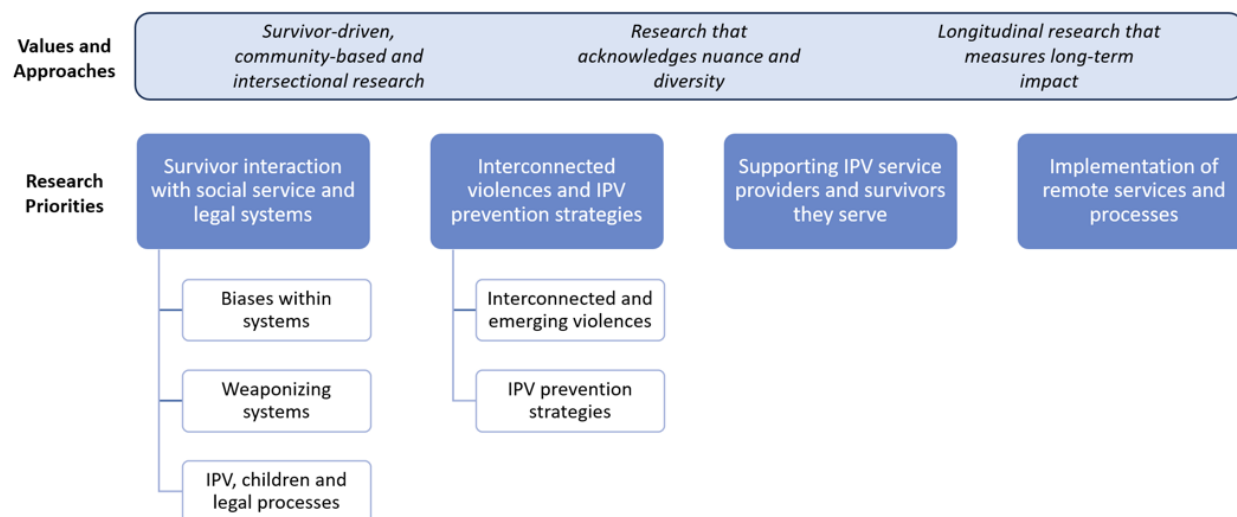 Values and
Approaches
Survivor-driven,
community-based and
intersectional research
Research that
acknowledges nuance and
diversity
Longitudinal research that
measures long-term
impact
Research
Priorities
Survivor interaction
with social service and
legal systems
Interconnected
violences and IPV
prevention strategies
Supporting IPV service
providers and survivors
they serve
Implementation of
remote services and
processes
Biases within
systems
Weaponizing
systems
IPV, children and
legal processes
Interconnected and
emerging violences
IPV prevention
strategies